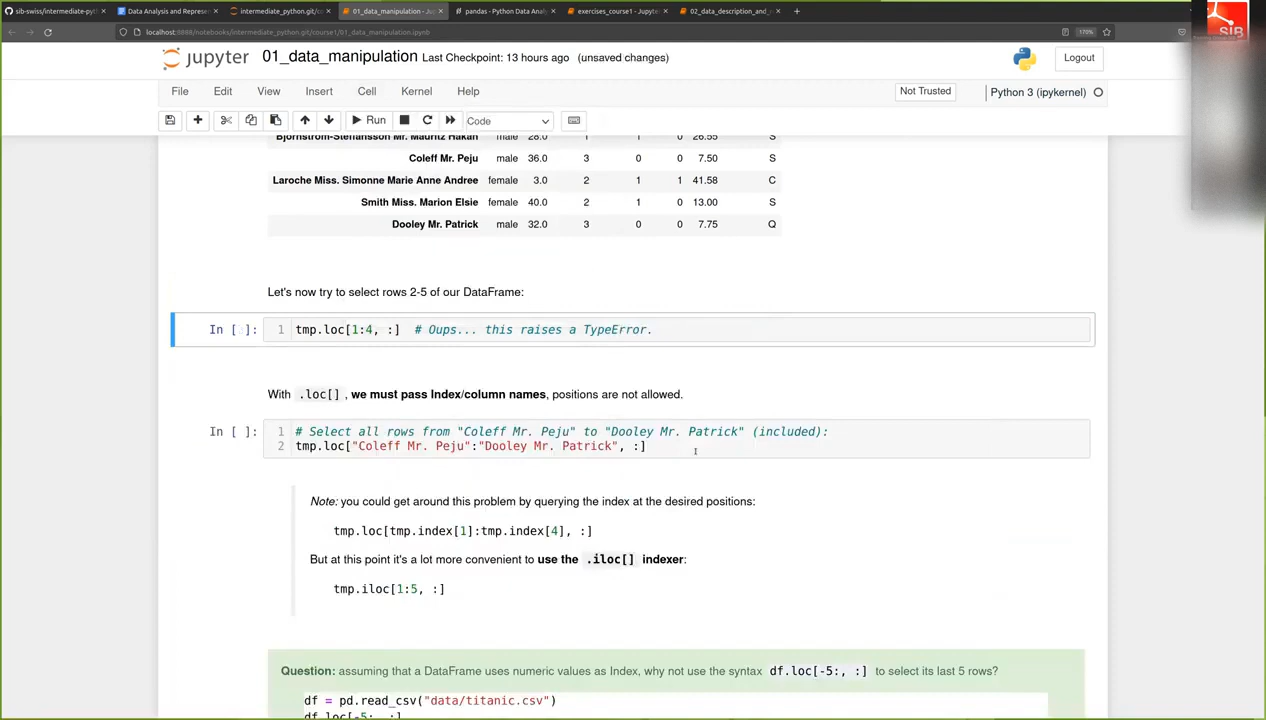 sib-swiss/intermediate-pyt
Data Analysis and Represe
intermediate_python.git/c
01_data_manipulation - Ju
pandas - Python Data Anal
exercises_course1 - Jupyte
02_data_description_and_
localhost:8888/notebooks/intermediate_python.git/course1/01_data_manipulation.ipynb
170%
SIB
jupyter 01_data_manipulation Last Checkpoint: 13 hours ago (unsaved changes)
Logout
File Edit View Insert Cell Kernel Help
Not Trusted
Python 3 (ipykernel)
Run
Code
Bjornstrom-Steffansson Mr. Mauritz Hakan male 28.0 1 1 0 26.55 S
Coleff Mr. Peju male 36.0 3 0 0 7.50 S
Laroche Miss. Simonne Marie Anne Andree female 3.0 2 1 1 41.58 C
Smith Miss. Marion Elsie female 40.0 2 1 0 13.00 S
Dooley Mr. Patrick male 32.0 3 0 0 7.75 Q
Let's now try to select rows 2-5 of our DataFrame:
In [ ]: 1 tmp.loc[1:4, :] # Oups... this raises a TypeError.
With .loc[] , we must pass Index/column names, positions are not allowed.
In [ ]: 1 # Select all rows from "Coleff Mr. Peju" to "Dooley Mr. Patrick" (included):
2 tmp.loc["Coleff Mr. Peju":"Dooley Mr. Patrick", :]
Note: you could get around this problem by querying the index at the desired positions:
tmp.loc[tmp.index[1]:tmp.index[4], :]
But at this point it's a lot more convenient to use the .iloc[] indexer:
tmp.iloc[1:5, :]
Question: assuming that a DataFrame uses numeric values as Index, why not use the syntax df.loc[-5:, :] to select its last 5 rows?
df = pd.read_csv("data/titanic.csv")
df.loc[-5:, :]